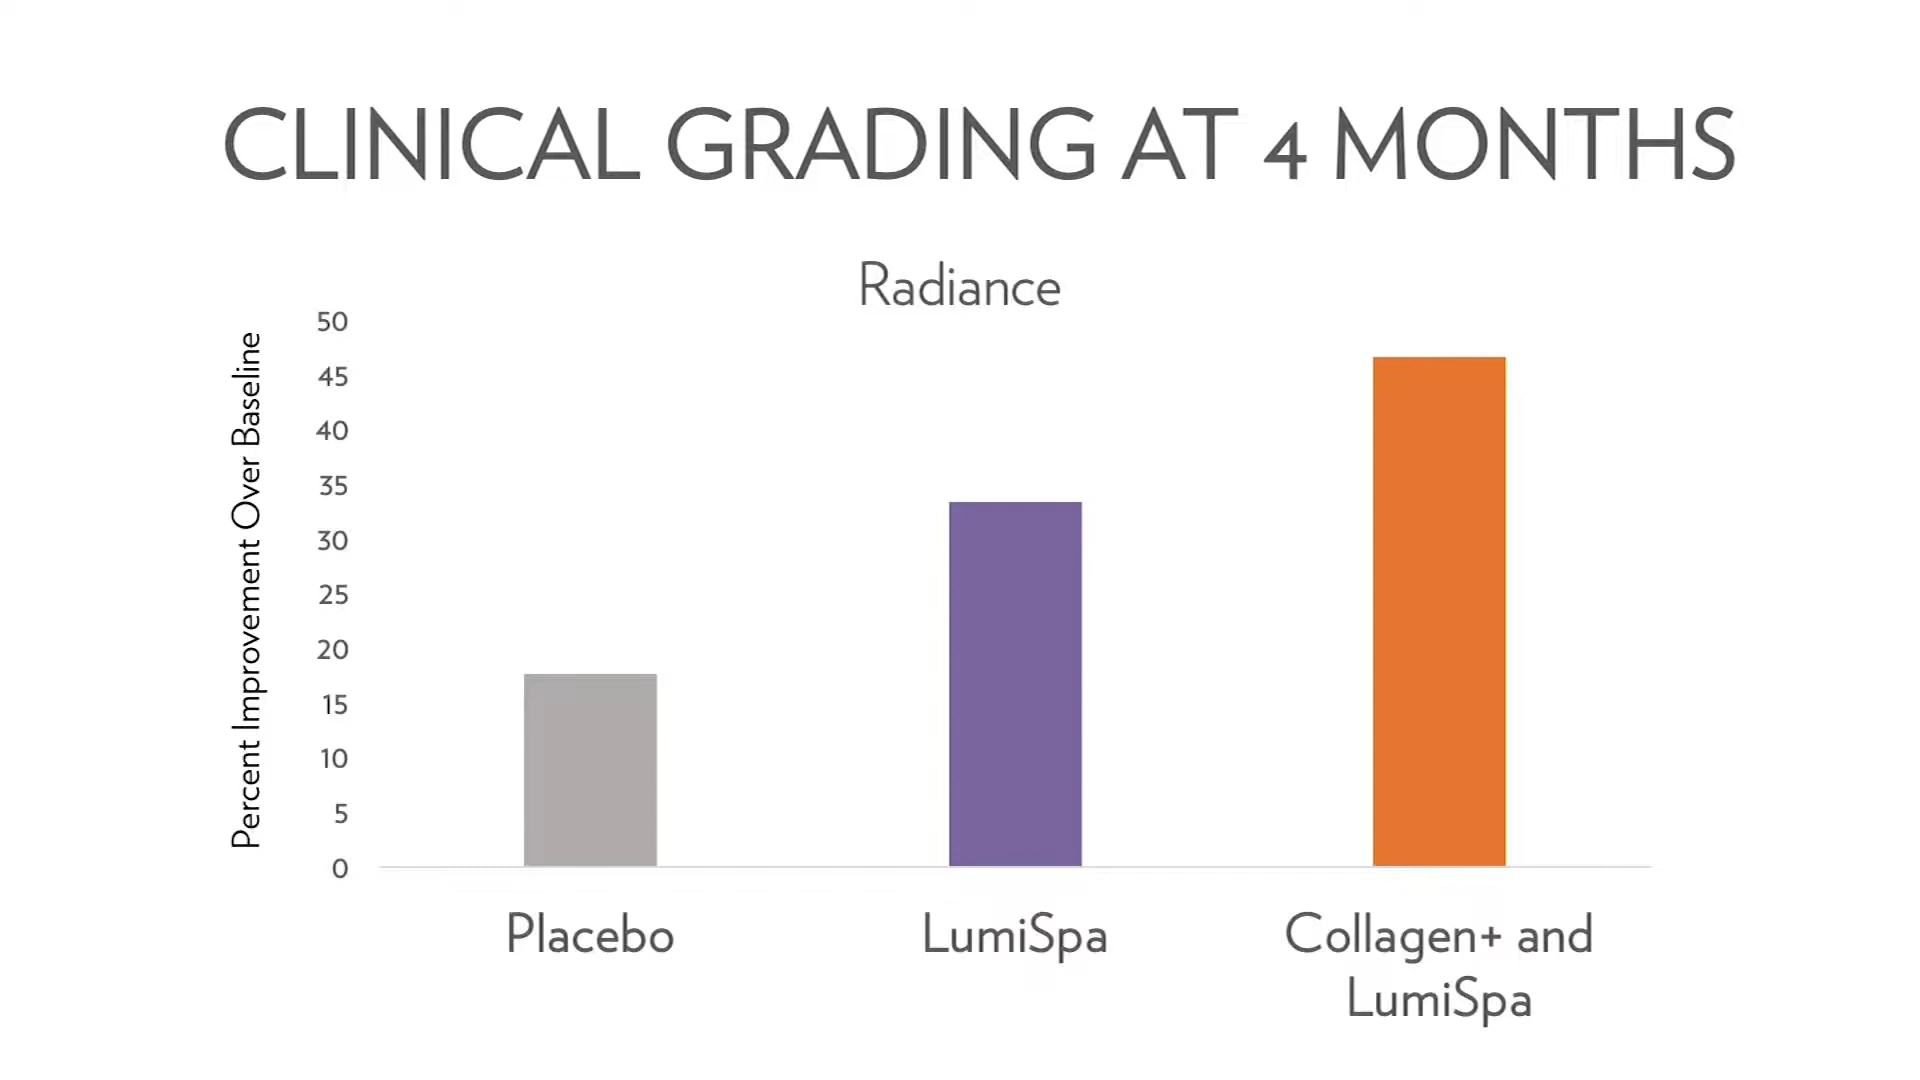 CLINICAL GRADING AT 4 MONTHS
Radiance
Percent Improvement Over Baseline
50
45
40
35
30
25
20
15
10
5
0
Placebo
LumiSpa
Collagen+ and
LumiSpa